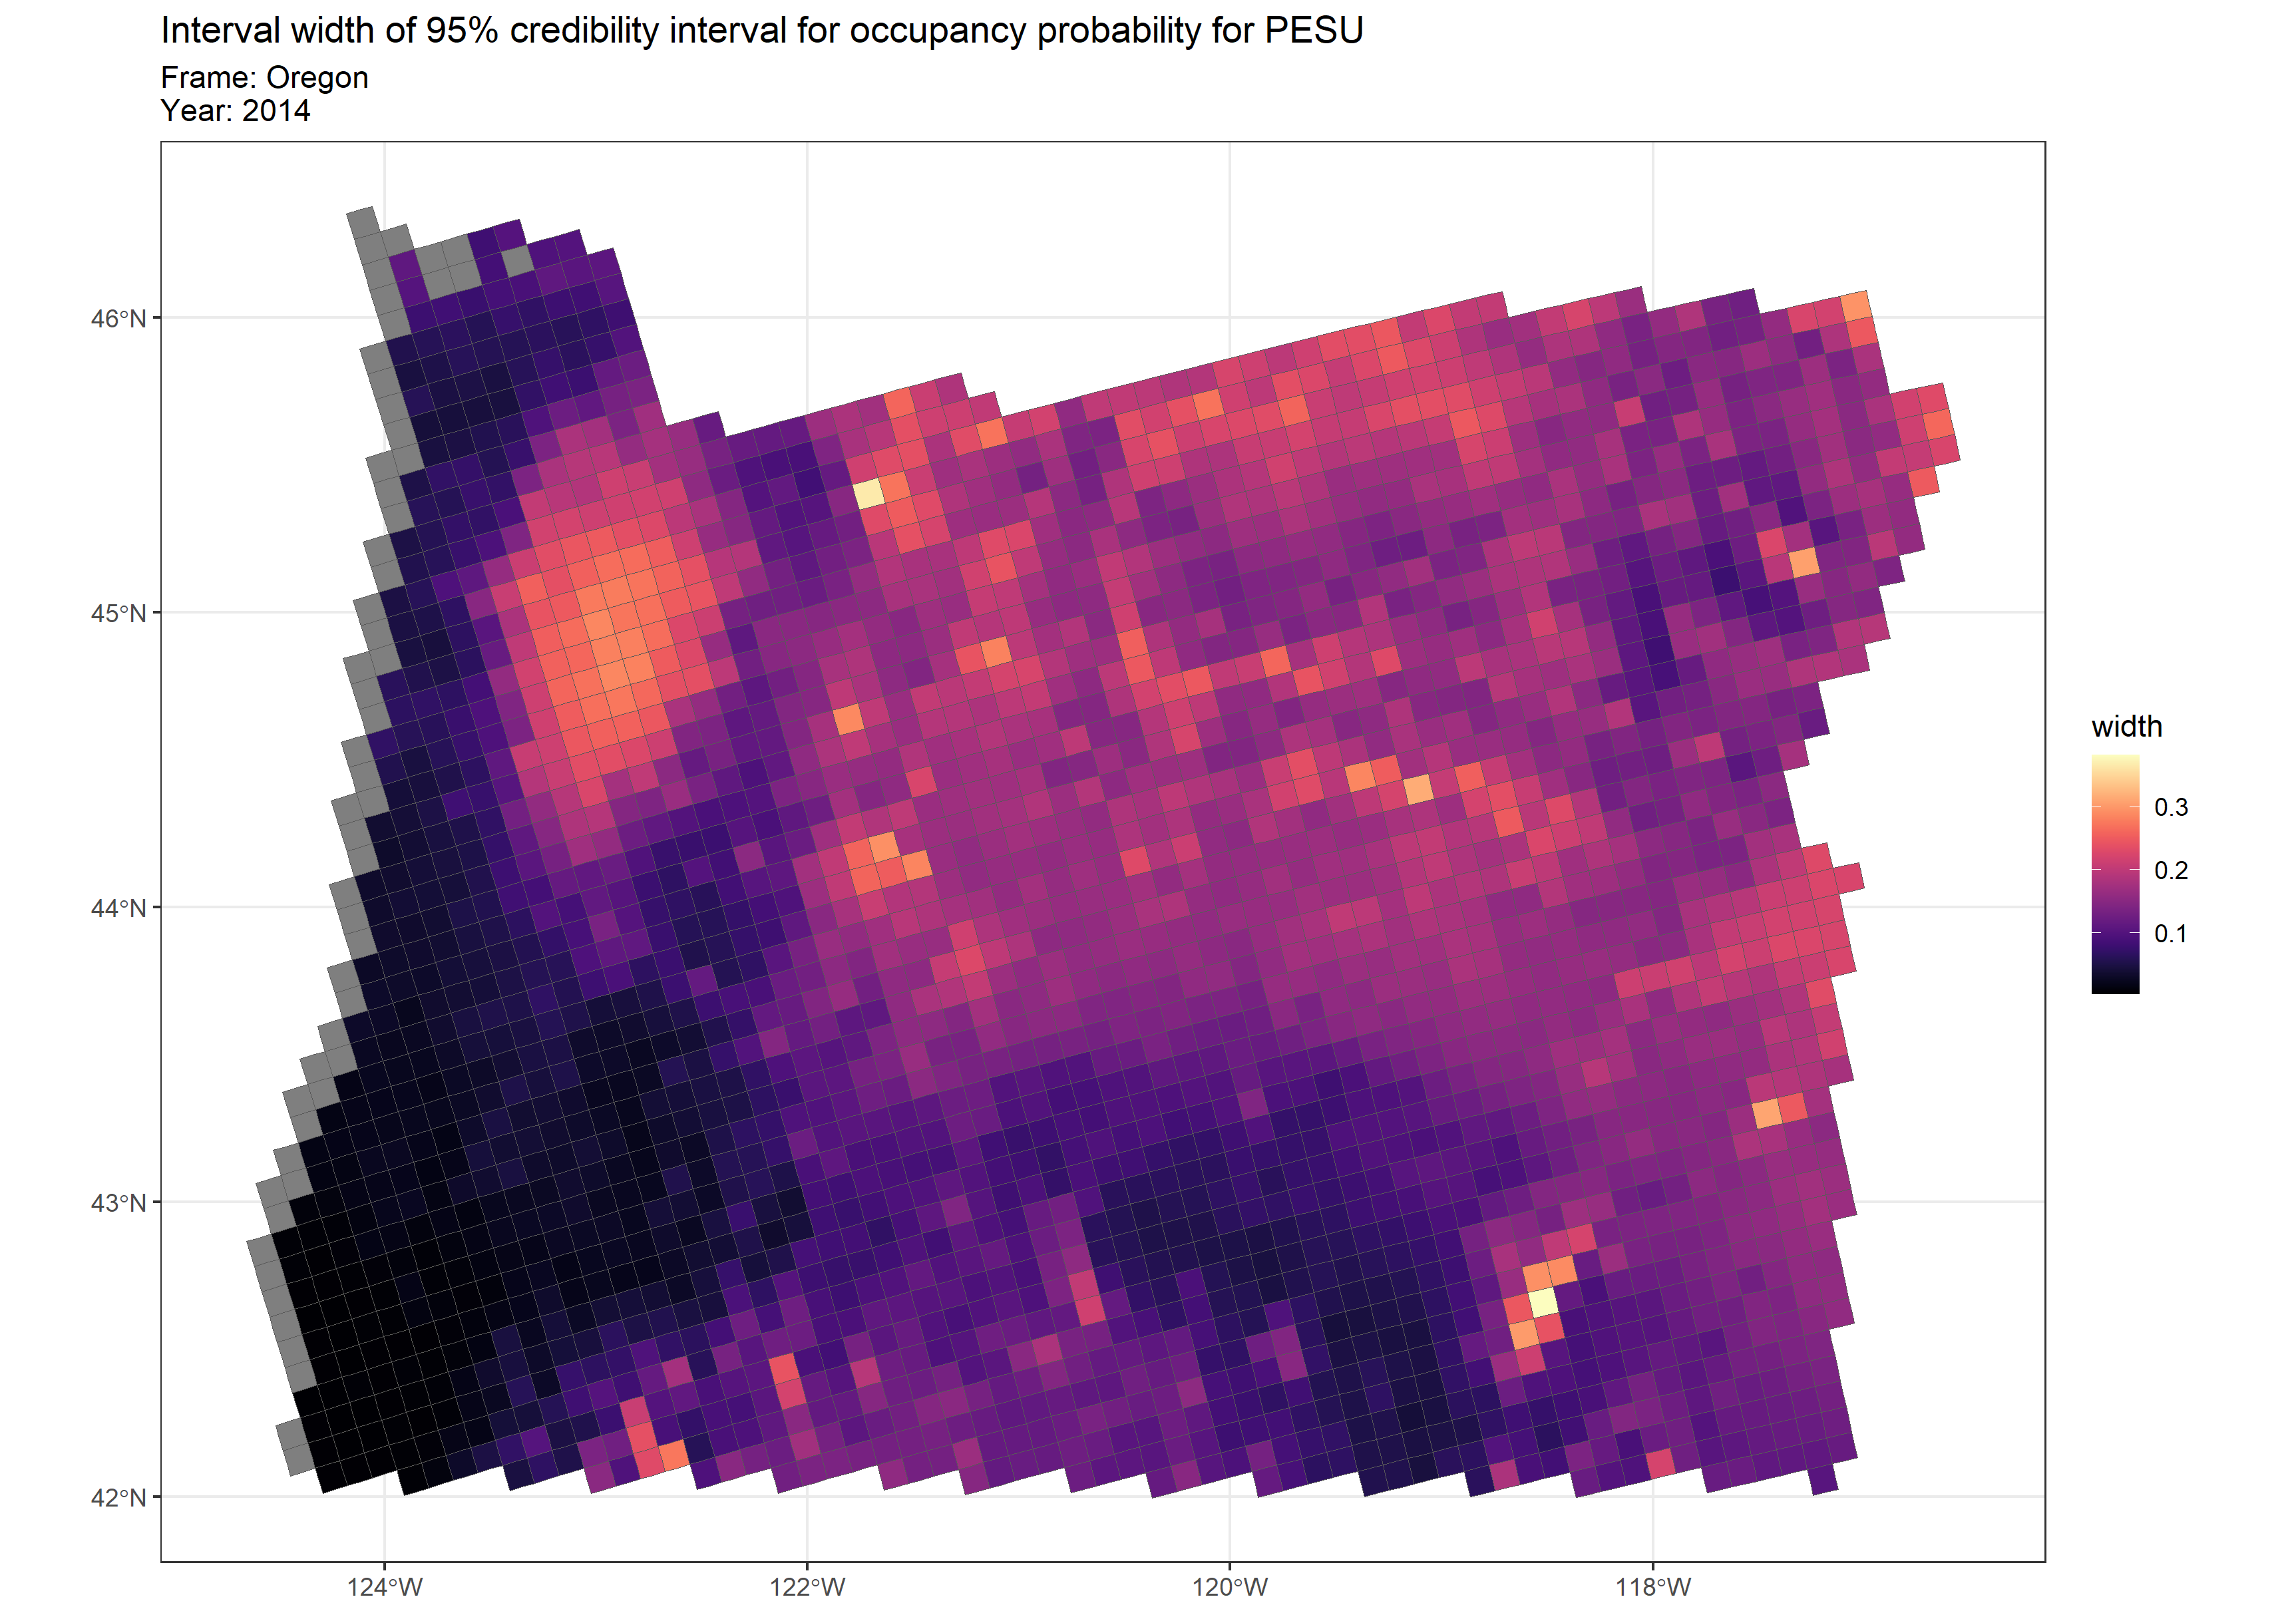 Interval width of 95% credibility interval for occupancy probability for PESU
Frame: Oregon
Year: 2014
46°N
45°N
44°N
43°N
42°N
124°W
122°W
120°W
118°W
width
0.3
0.2
0.1